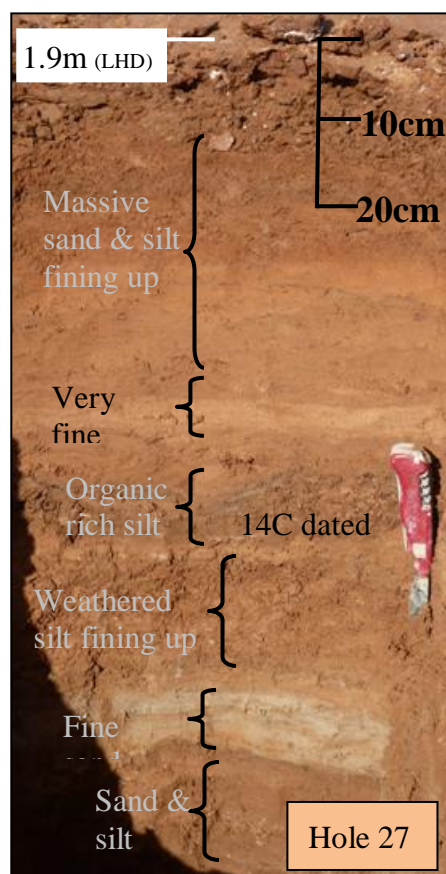 1.9m (LHD)
10cm
20cm
Massive
sand & silt
fining up
Very
fine
Organic
rich silt
14C dated
Weathered
silt fining up
Fine
Sand &
silt
Hole 27